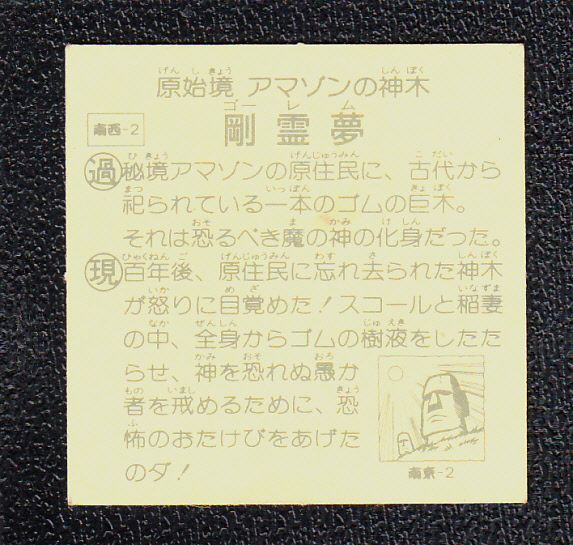 原始境 アマゾンの神木
剛霊夢
南西-2
過 秘境アマゾンの原住民に、古代から
祀られている一本のゴムの巨木。
それは恐るべき魔の神の化身だった。
現 百年後、原住民に忘れ去られた神木
が怒りに目覚めた！スコールと稲妻
の中、全身からゴムの樹液をしたた
らせ、神を恐れぬ愚か
者を戒めるために、恐
怖のおたけびをあげた
のダ！
南東-2